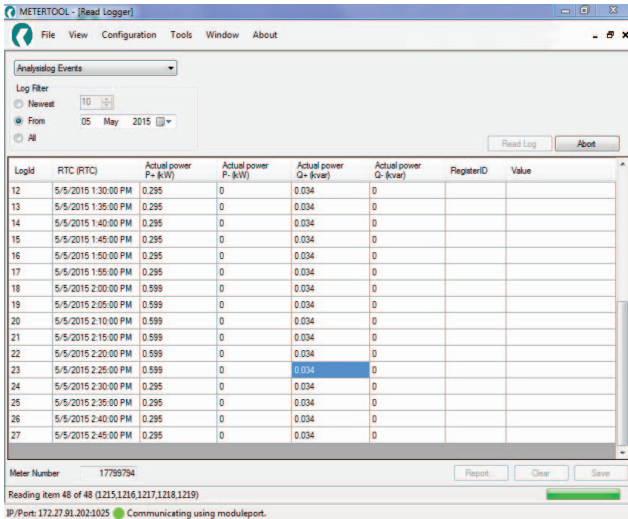 METERTOOL - [Read Logger]
File View Configuration Tools Window About
Analysislog Events
Log Filter
Newest 10
From 05 May 2015
All
Read Log Abort
LogId RTC (RTC) Actual power P+ (kW) Actual power P- (kW) Actual power Q+ (kvar) Actual power Q- (kvar) RegisterID Value
12 5/5/2015 1:30:00 PM 0.295 0 0.034 0
13 5/5/2015 1:35:00 PM 0.295 0 0.034 0
14 5/5/2015 1:40:00 PM 0.295 0 0.034 0
15 5/5/2015 1:45:00 PM 0.295 0 0.034 0
16 5/5/2015 1:50:00 PM 0.295 0 0.034 0
17 5/5/2015 1:55:00 PM 0.295 0 0.034 0
18 5/5/2015 2:00:00 PM 0.599 0 0.034 0
19 5/5/2015 2:05:00 PM 0.599 0 0.034 0
20 5/5/2015 2:10:00 PM 0.599 0 0.034 0
21 5/5/2015 2:15:00 PM 0.599 0 0.034 0
22 5/5/2015 2:20:00 PM 0.599 0 0.034 0
23 5/5/2015 2:25:00 PM 0.599 0 0.034 0
24 5/5/2015 2:30:00 PM 0.295 0 0.034 0
25 5/5/2015 2:35:00 PM 0.295 0 0.034 0
26 5/5/2015 2:40:00 PM 0.295 0 0.034 0
27 5/5/2015 2:45:00 PM 0.295 0 0.034 0
Meter Number 17799794 Report... Clear Save
Reading item 48 of 48 (1215,1216,1217,1218,1219)
IP/Port: 172.27.91.202:1025 Communicating using moduleport.